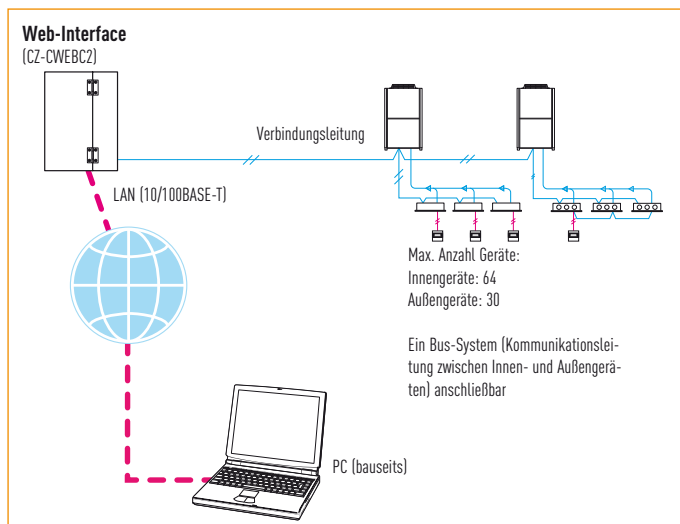 Web-Interface
(CZ-CWEBC2)
Verbindungsleitung
LAN (10/100BASE-T)
Max. Anzahl Geräte:
Innengeräte: 64
Außengeräte: 30
Ein Bus-System (Kommunikationslei-
tung zwischen Innen- und Außengerä-
ten) anschließbar
PC (bauseits)